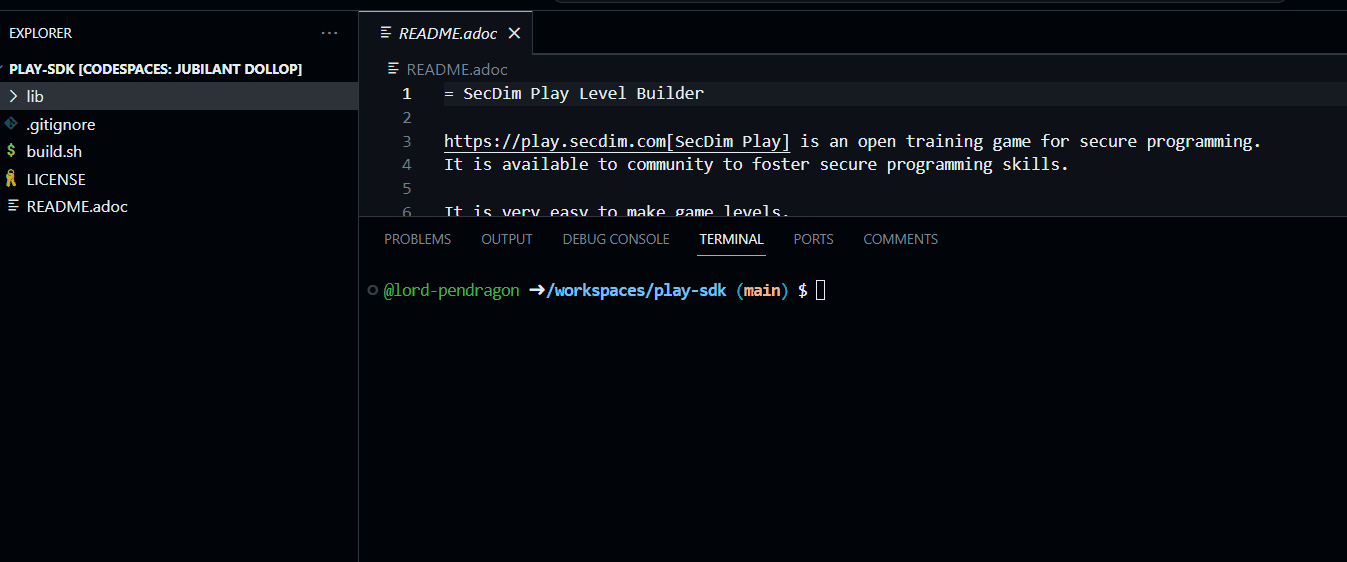 EXPLORER
PLAY-SDK [CODESPACES: JUBILANT DOLLOP]
lib
.gitignore
build.sh
LICENSE
README.adoc
README.adoc
README.adoc
1 = SecDim Play Level Builder
2
3 https://play.secdim.com[SecDim Play] is an open training game for secure programming.
4 It is available to community to foster secure programming skills.
5
6 It is very easy to make game levels.
PROBLEMS OUTPUT DEBUG CONSOLE TERMINAL PORTS COMMENTS
@lord-pendragon ➜/workspaces/play-sdk (main) $